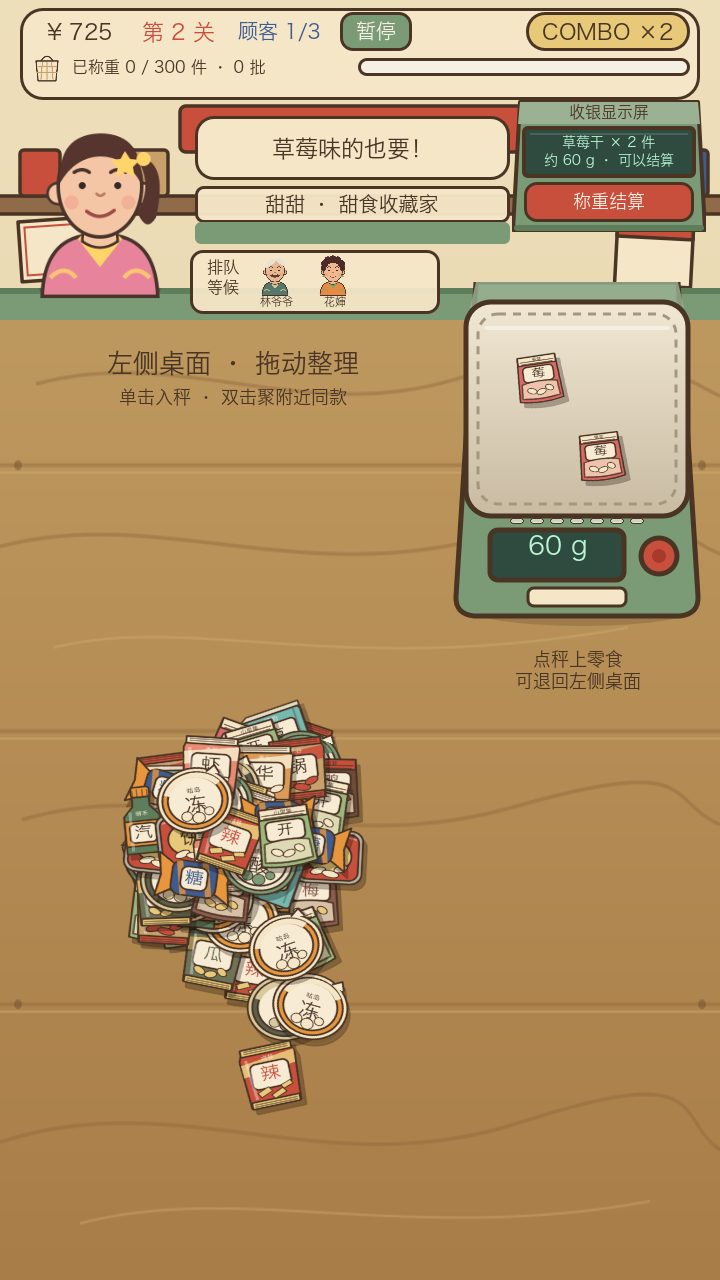 ¥ 725 第 2 关 顾客 1/3 暂停 COMBO ×2
已称重 0 / 300 件 · 0 批
收银显示屏
草莓干 × 2 件
约 60 g · 可以结算
称重结算
草莓味的也要！
甜甜 · 甜食收藏家
排队
等候
林爷爷 花婶
左侧桌面 · 拖动整理
单击入秤 · 双击聚附近同款
莓
莓
60 g
点秤上零食
可退回左侧桌面
虾
华
锅
冻
汽
辣
开
糖
梅
瓜
冻
辣
冻
辣